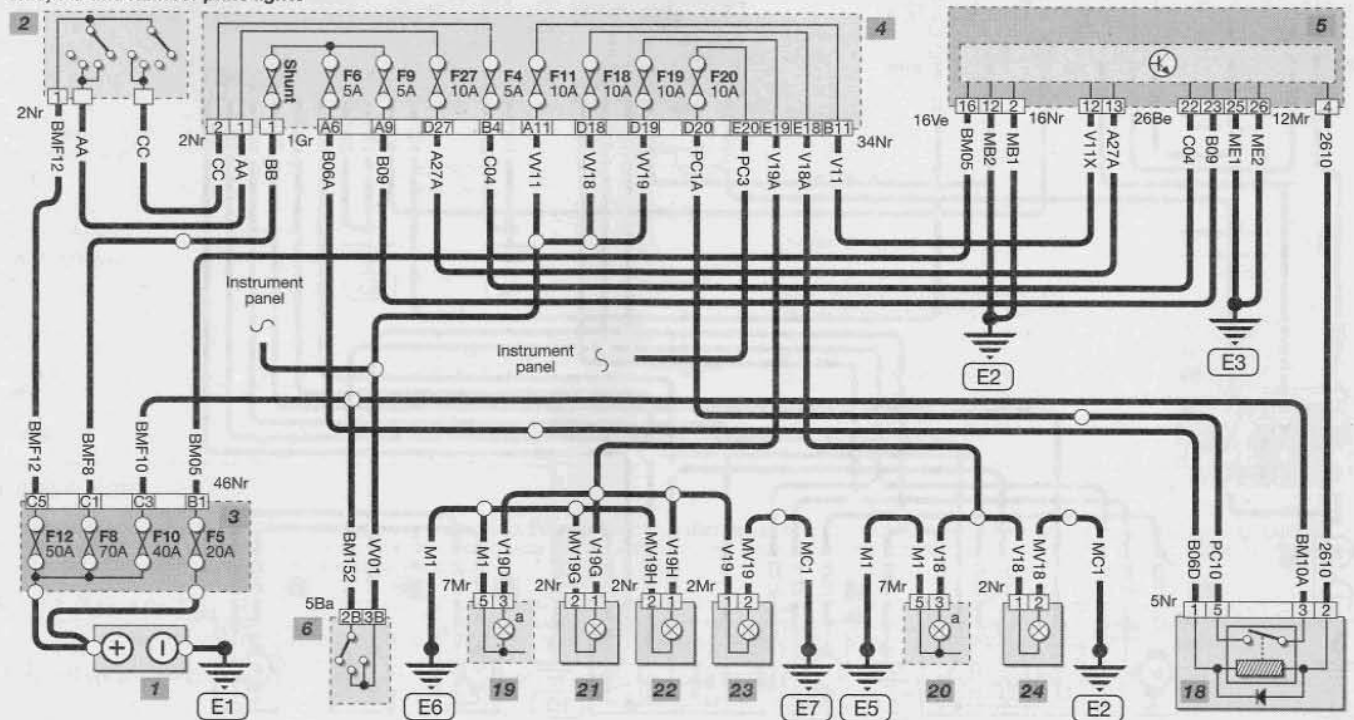 2
4
5
Shunt
F6 5A
F9 5A
F27 10A
F4 5A
F11 10A
F18 10A
F19 10A
F20 10A
2Nr
1
2Nr
2 1
1
1Gr
A6
A9
D27
B4
A11
D18
D19
D20
E20
E19
E18
B11
34Nr
16Ve
16 12 2
16Nr
12 13
26Be
22 23 25 26
12Mr
4
BMF12
AA
CC
CC
AA
BB
B06A
B09
A27A
C04
VV11
VV18
VV19
PC1A
PC3
V19A
V18A
V11
BM05
MB2
MB1
V11X
A27A
C04
B09
ME1
ME2
2610
Instrument
panel
Instrument
panel
E2
E3
BMF12
BMF8
BMF10
BM05
46Nr
C5
C1
C3
B1
3
F12 50A
F8 70A
F10 40A
F5 20A
+
−
1
E1
BM152
VV01
5Ba
2B 3B
6
M1
E6
M1
V19D
7Mr
5 3
a
19
MV19G
V19G
2Nr
2 1
21
MV19H
V19H
2Nr
2 1
22
V19
MV19
2Mr
1 2
23
MC1
E7
M1
E5
M1
V18
7Mr
5 3
a
20
V18
MV18
2Nr
1 2
24
MC1
E2
B06D
PC10
BM10A
2610
5Nr
1 5 3 2
18